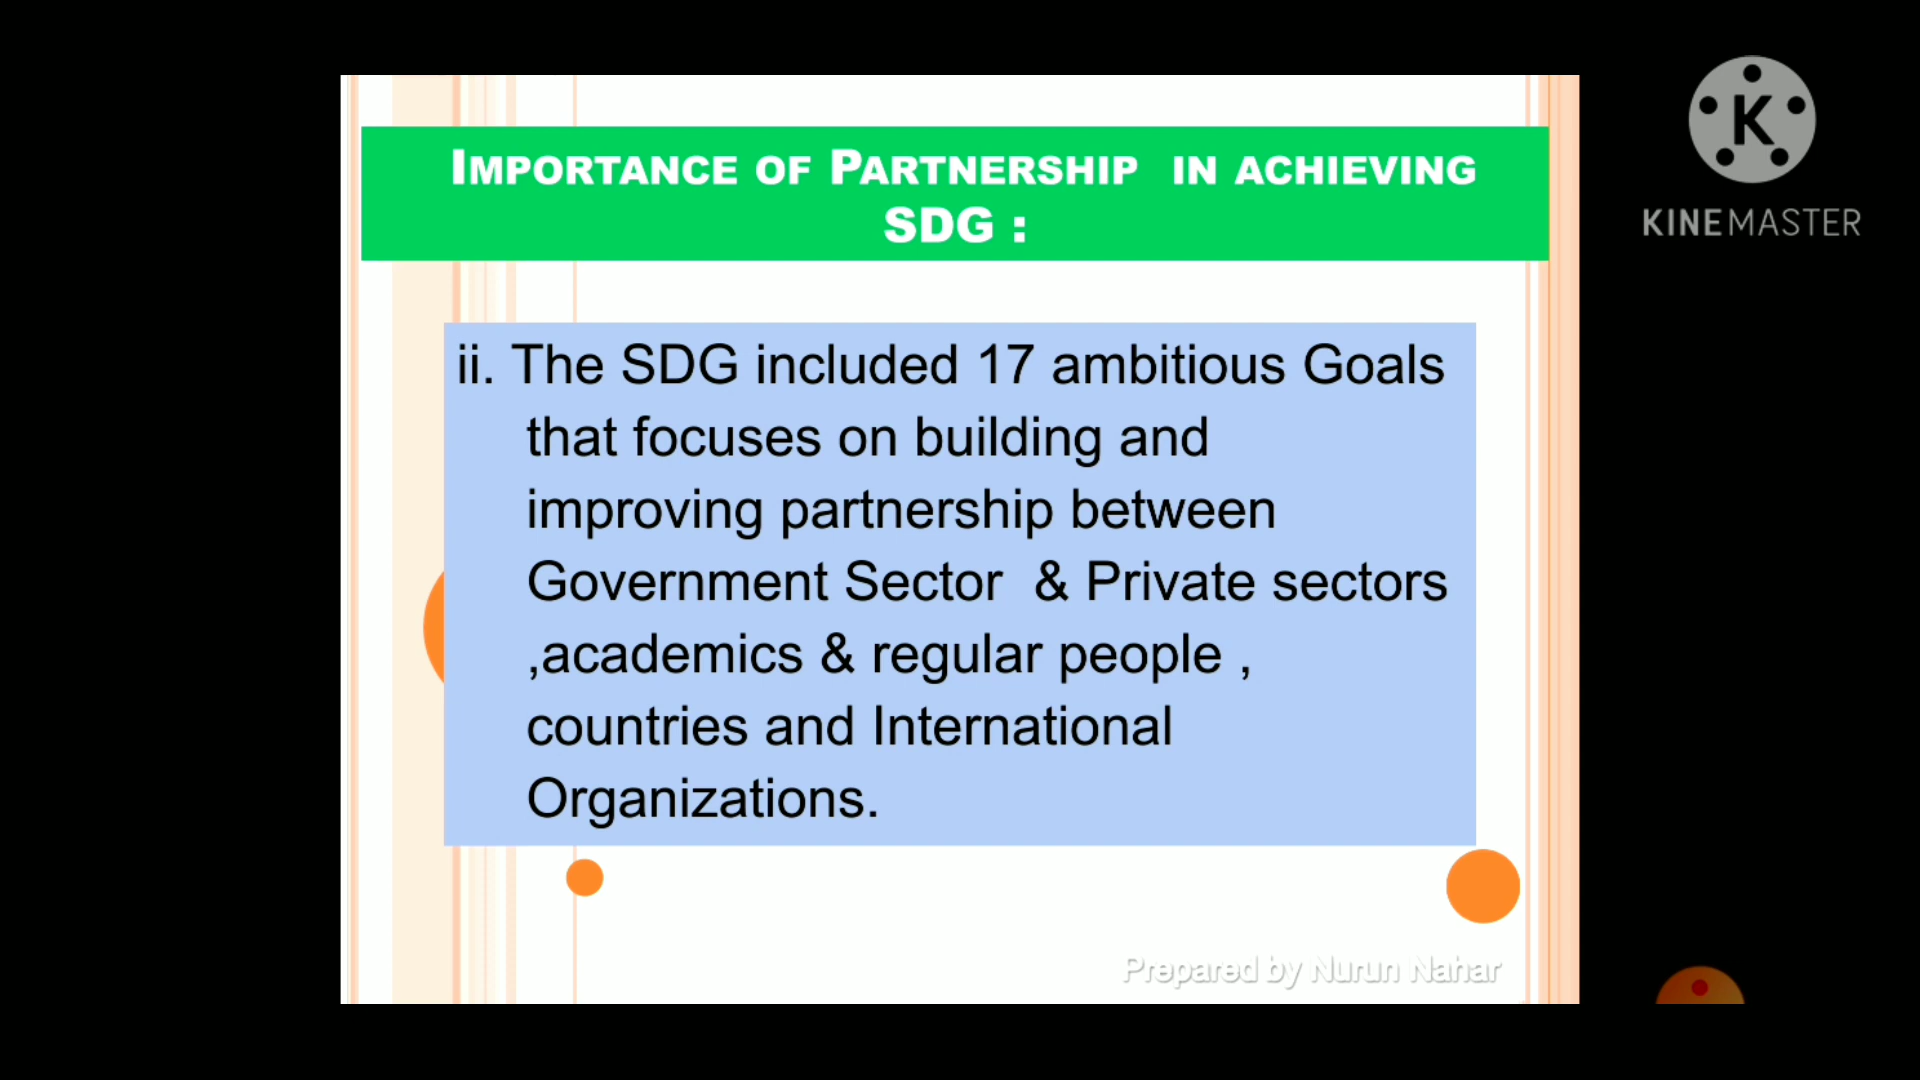 IMPORTANCE OF PARTNERSHIP IN ACHIEVING
SDG :
K
KINEMASTER
ii. The SDG included 17 ambitious Goals
that focuses on building and
improving partnership between
Government Sector & Private sectors
,academics & regular people ,
countries and International
Organizations.
Prepared by Nurun Nahar